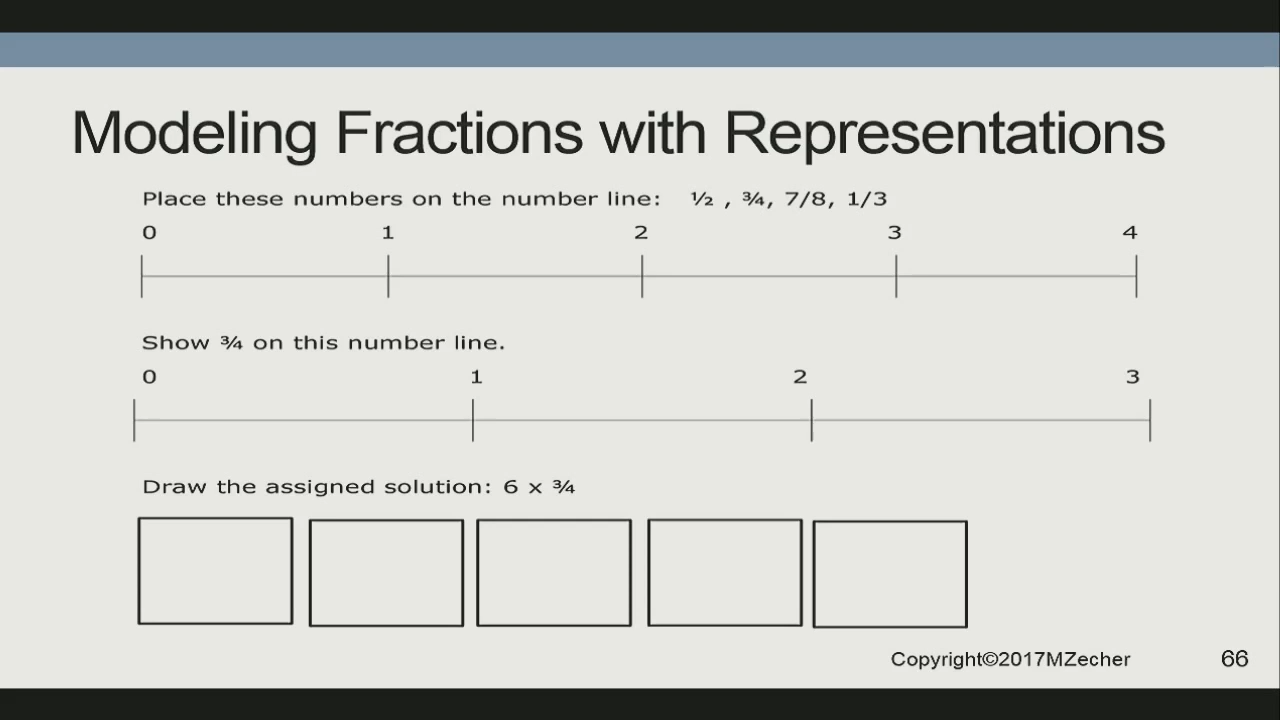 Modeling Fractions with Representations
Place these numbers on the number line: ½ , ¾, 7/8, 1/3
0 1 2 3 4
Show ¾ on this number line.
0 1 2 3
Draw the assigned solution: 6 x ¾
Copyright©2017MZecher 66